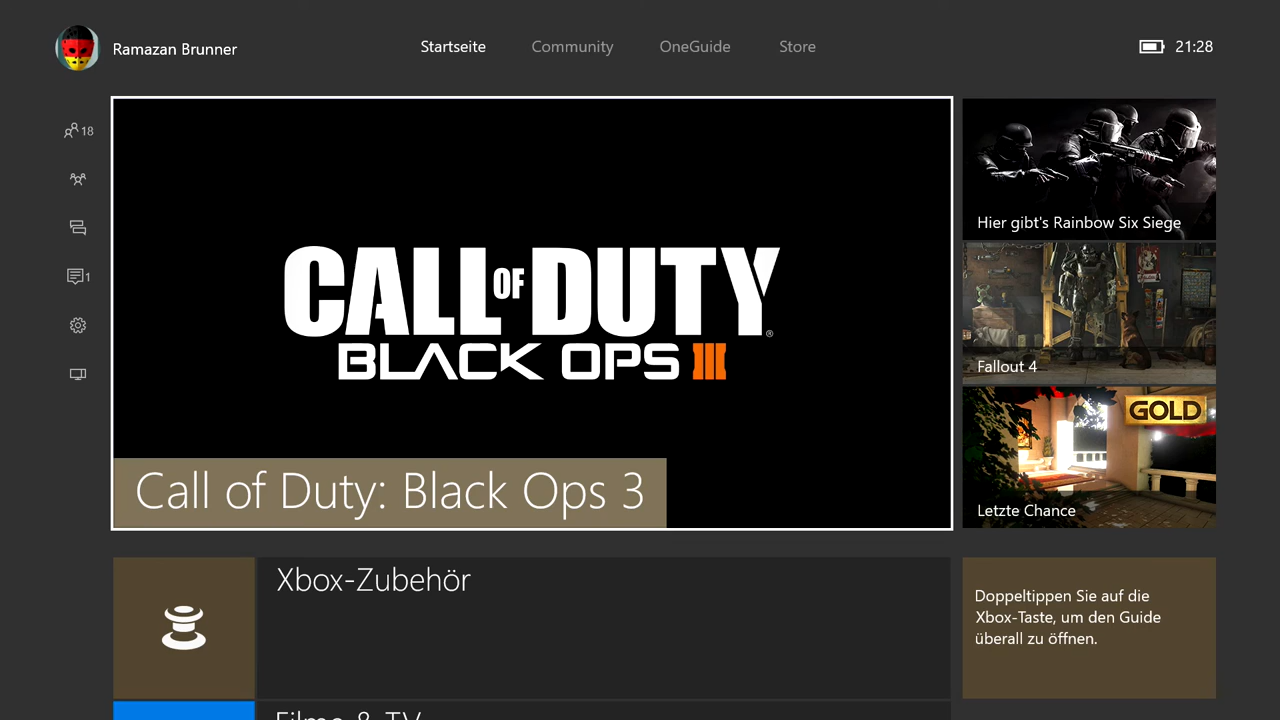 Ramazan Brunner
Startseite
Community
OneGuide
Store
21:28
18
1
CALL OF DUTY®
BLACK OPS III
Call of Duty: Black Ops 3
Hier gibt's Rainbow Six Siege
Fallout 4
GOLD
Letzte Chance
Xbox-Zubehör
Doppeltippen Sie auf die
Xbox-Taste, um den Guide
überall zu öffnen.
Filme & TV